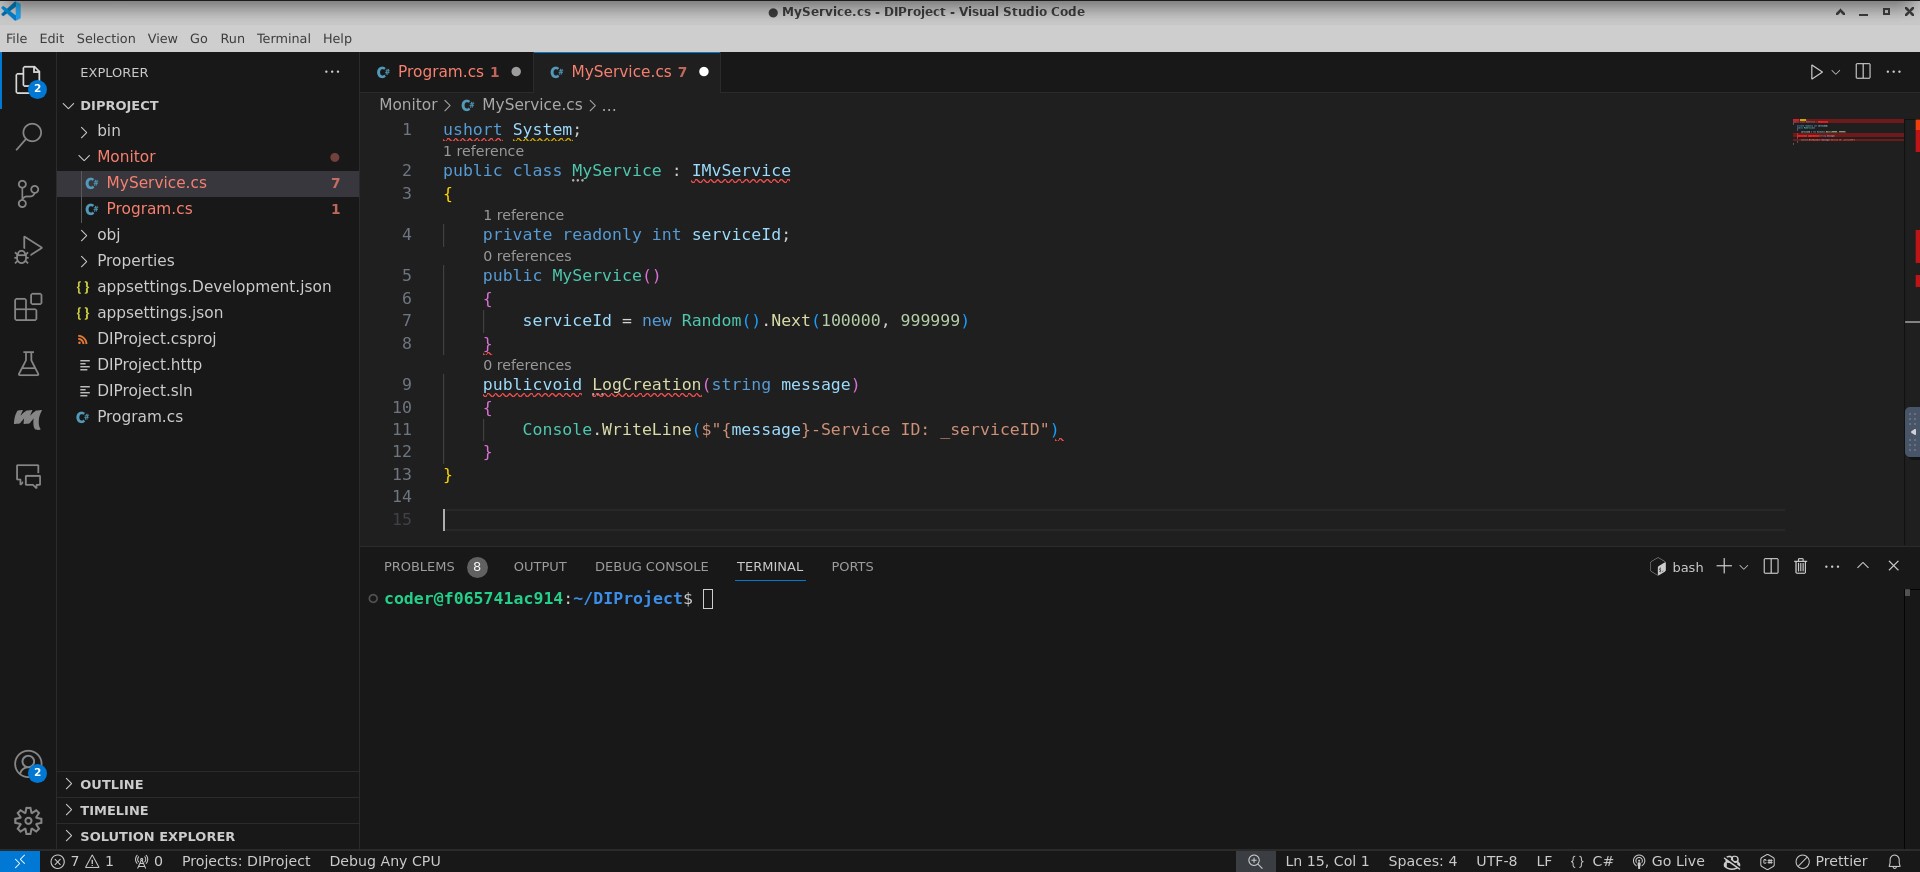 ● MyService.cs - DIProject - Visual Studio Code
File Edit Selection View Go Run Terminal Help
EXPLORER
2
DIPROJECT
bin
Monitor
MyService.cs 7
Program.cs 1
obj
Properties
{} appsettings.Development.json
{} appsettings.json
DIProject.csproj
DIProject.http
DIProject.sln
Program.cs
2
OUTLINE
TIMELINE
SOLUTION EXPLORER
Program.cs 1 MyService.cs 7
Monitor > MyService.cs > ...
1 ushort System;
1 reference
2 public class MyService : IMvService
3 {
1 reference
4 private readonly int serviceId;
0 references
5 public MyService()
6 {
7 serviceId = new Random().Next(100000, 999999)
8 }
0 references
9 publicvoid LogCreation(string message)
10 {
11 Console.WriteLine($"{message}-Service ID: _serviceID")
12 }
13 }
14
15
PROBLEMS 8 OUTPUT DEBUG CONSOLE TERMINAL PORTS bash
coder@f065741ac914:~/DIProject$
7 1 0 Projects: DIProject Debug Any CPU Ln 15, Col 1 Spaces: 4 UTF-8 LF {} C# Go Live Prettier